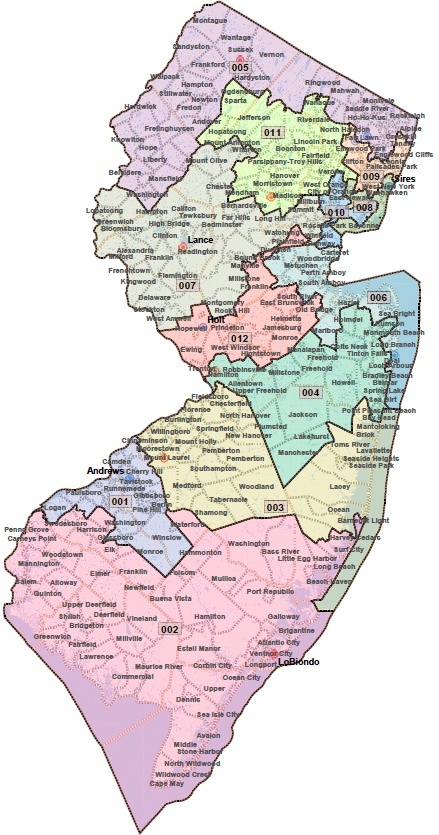 Montague
Wantage
Sandyston
Sussex
Vernon
Frankford
005
Hardyston
Walpack
Hampton
Ringwood
Stillwater
Ogdensburg
Mahwah
Newton
Sparta
Wanaque
Montvale
Hardwick
Fredon
Saddle River
Jefferson
Riverdale
Ho-Ho-Kus
Rockleigh
Andover
Frelinghuysen
Hopatcong
011
North Haledon
Alpine
Knowlton
Lincoln Park
Fair Lawn
Hope
Boonton
Elmwood Park
Liberty
Mount Olive
Parsippany-Troy Hills
Fairfield
Clifton
Englewood Cliffs
Palisades Park
Belvidere
Hanover
Verona
009
Mansfield
Chester
Morristown
Sires
Washington
Mendham
Madison
West New York
Lopatcong
Hampton
Califon
Bernardsville
008
Greenwich
Tewksbury
Far Hills
Long Hill
Summit
010
Bloomsbury
High Bridge
Bedminster
Bayonne
Clinton
Watchung
Winfield
Alexandria
Lance
Plainfield
Rahway
Carteret
Milford
Franklin
Bound Brook
Woodbridge
Frenchtown
Flemington
Manville
Metuchen
Kingwood
Millstone
Perth Amboy
007
Franklin
South Amboy
Delaware
South River
Hazlet
006
Stockton
Montgomery
East Brunswick
Sea Bright
Rocky Hill
Old Bridge
Rumson
West Amwell
Holt
Helmetta
Holmdel
Monmouth Beach
Hopewell
Princeton
Jamesburg
Marlboro
Colts Neck
Long Branch
012
Monroe
Tinton Falls
Deal
Ewing
West Windsor
Manalapan
Loch Arbour
Hightstown
Freehold
Trenton
Robbinsville
Millstone
Freehold
Bradley Beach
Hamilton
Belmar
Allentown
Howell
Spring Lake
Upper Freehold
004
Sea Girt
Fieldsboro
Chesterfield
Florence
Jackson
Point Pleasant Beach
Burlington
North Hanover
Bay Head
Willingboro
Springfield
Plumsted
Mantoloking
Cinnaminson
Mount Holly
New Hanover
Lakehurst
Brick
Moorestown
Pemberton
Manchester
Toms River
Mount Laurel
Pemberton
Lavallette
Camden
Southampton
Seaside Heights
Andrews
Cherry Hill
Seaside Park
Tavistock
Medford
Woodland
Lacey
Runnemede
Paulsboro
001
Gibbsboro
Tabernacle
Berlin
003
Ocean
Logan
Pine Hill
Shamong
Barnegat Light
Swedesboro
Washington
Waterford
Penns Grove
Harrison
Glassboro
Winslow
Harvey Cedars
Carneys Point
Washington
Surf City
Woodstown
Elk
Monroe
Hammonton
Bass River
Little Egg Harbor
Mannington
Long Beach
Elmer
Franklin
Folsom
Salem
Alloway
Mullica
Beach Haven
Quinton
Newfield
Port Republic
Buena Vista
Upper Deerfield
Shiloh
Deerfield
Vineland
Hamilton
Galloway
Bridgeton
002
Brigantine
Greenwich
Millville
Atlantic City
Fairfield
Estell Manor
Ventnor City
Lawrence
Longport
LoBiondo
Maurice River
Corbin City
Commercial
Ocean City
Upper
Dennis
Sea Isle City
Avalon
Middle
Stone Harbor
North Wildwood
Wildwood Crest
Cape May